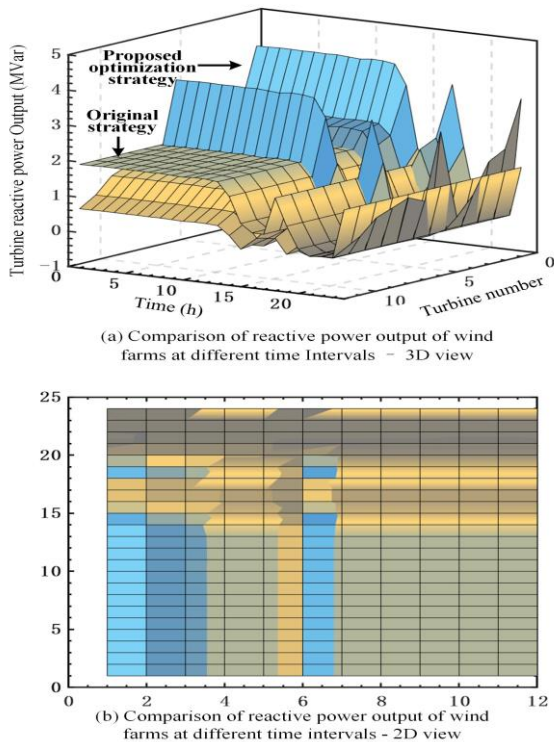 5
4
3
2
1
0
−1
Turbine reactive power Output (MVar)
Proposed
optimization
strategy
Original
strategy
0
5
10
15
20
Time (h)
10
5
0
Turbine number
(a) Comparison of reactive power output of wind
farms at different time Intervals - 3D view
25
20
15
10
5
0
0 2 4 6 8 10 12
(b) Comparison of reactive power output of wind
farms at different time intervals - 2D view